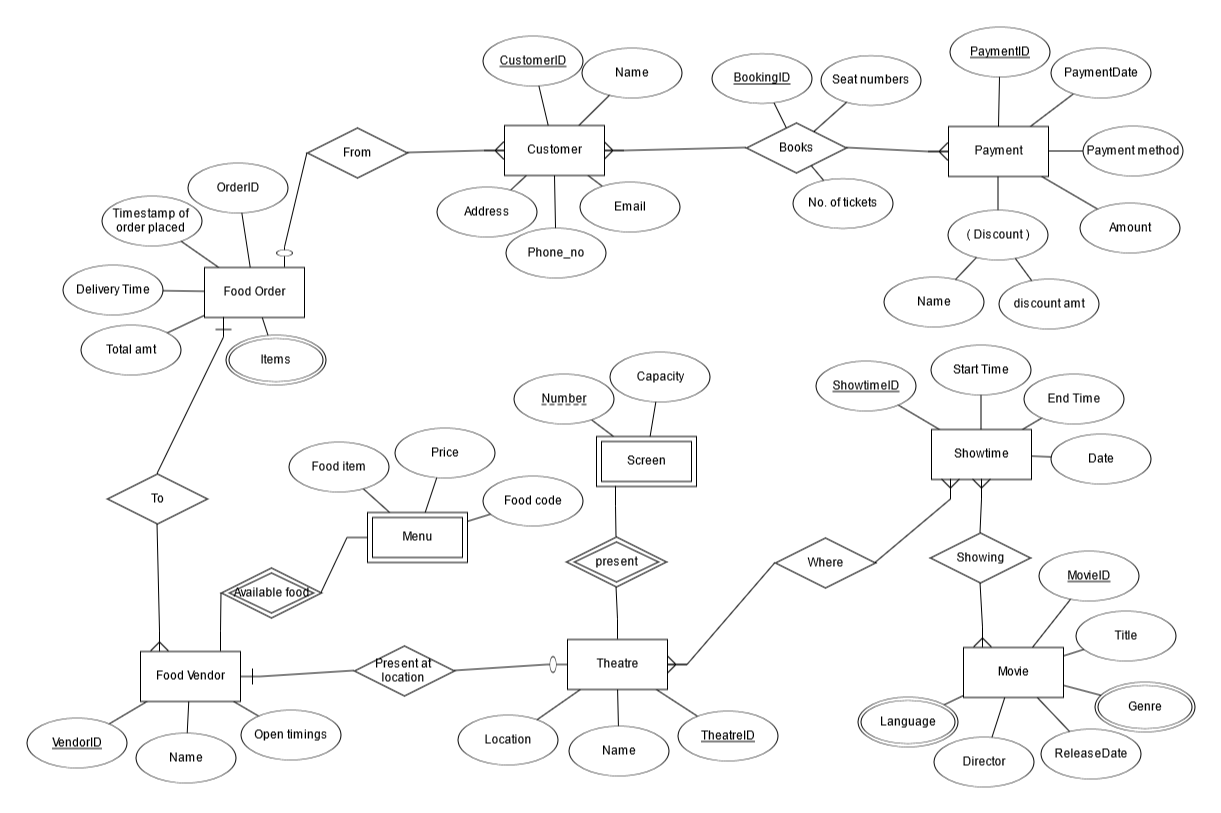 CustomerID
Name
BookingID
Seat numbers
PaymentID
PaymentDate
From
Customer
Books
Payment
Payment method
OrderID
Timestamp of
order placed
Address
Email
No. of tickets
Phone_no
( Discount )
Amount
Delivery Time
Food Order
Name
discount amt
Total amt
Items
Number
Capacity
ShowtimeID
Start Time
End Time
Food item
Price
Screen
Showtime
Date
To
Food code
Menu
present
Where
Showing
Available food
MovieID
Title
Food Vendor
Present at
location
Theatre
Movie
Genre
Language
VendorID
Name
Open timings
Location
Name
TheatreID
Director
ReleaseDate